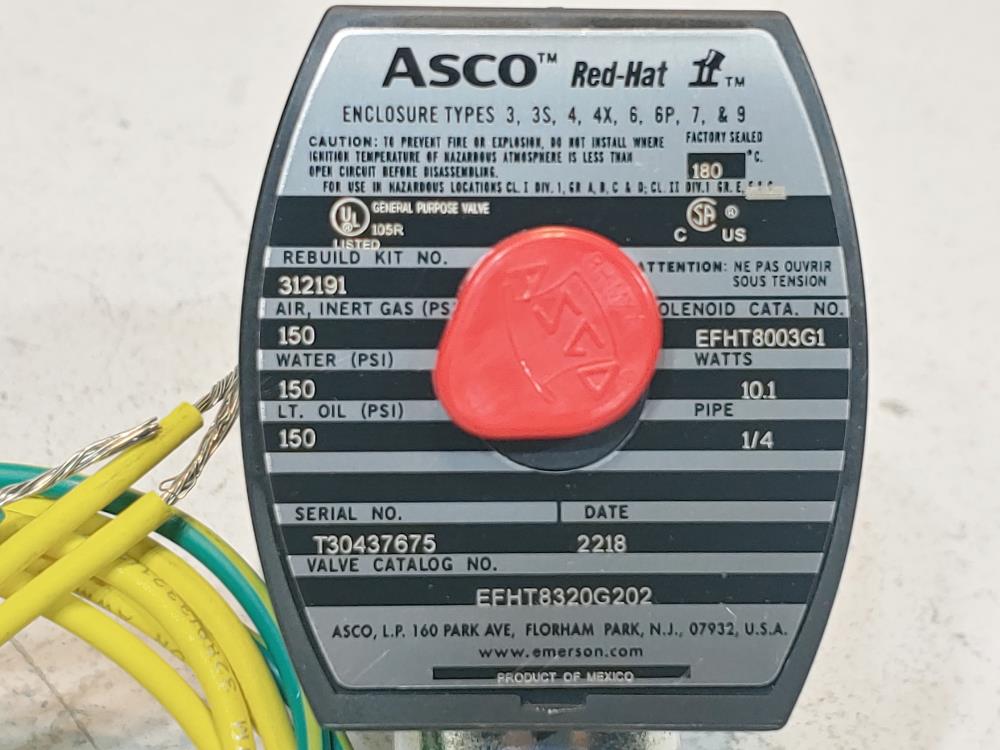 ASCO™ Red-Hat II™
ENCLOSURE TYPES 3, 3S, 4, 4X, 6, 6P, 7, & 9
CAUTION: TO PREVENT FIRE OR EXPLOSION, DO NOT INSTALL WHERE
IGNITION TEMPERATURE OF HAZARDOUS ATMOSPHERE IS LESS THAN
OPEN CIRCUIT BEFORE DISASSEMBLING.
FACTORY SEALED
180 °C.
FOR USE IN HAZARDOUS LOCATIONS CL. I DIV. 1, GR A, B, C & D; CL. II DIV. I GR. E,
UL ® GENERAL PURPOSE VALVE
105R
LISTED
SA ®
C US
REBUILD KIT NO.
312191
ATTENTION: NE PAS OUVRIR
SOUS TENSION
AIR, INERT GAS (PS
150
OLENOID CATA. NO.
EFHT8003G1
WATER (PSI)
150
WATTS
10.1
LT. OIL (PSI)
150
PIPE
1/4
ASCO
SERIAL NO.
T30437675
DATE
2218
VALVE CATALOG NO.
EFHT8320G202
ASCO, L.P. 160 PARK AVE, FLORHAM PARK, N.J., 07932, U.S.A.
www.emerson.com
PRODUCT OF MEXICO